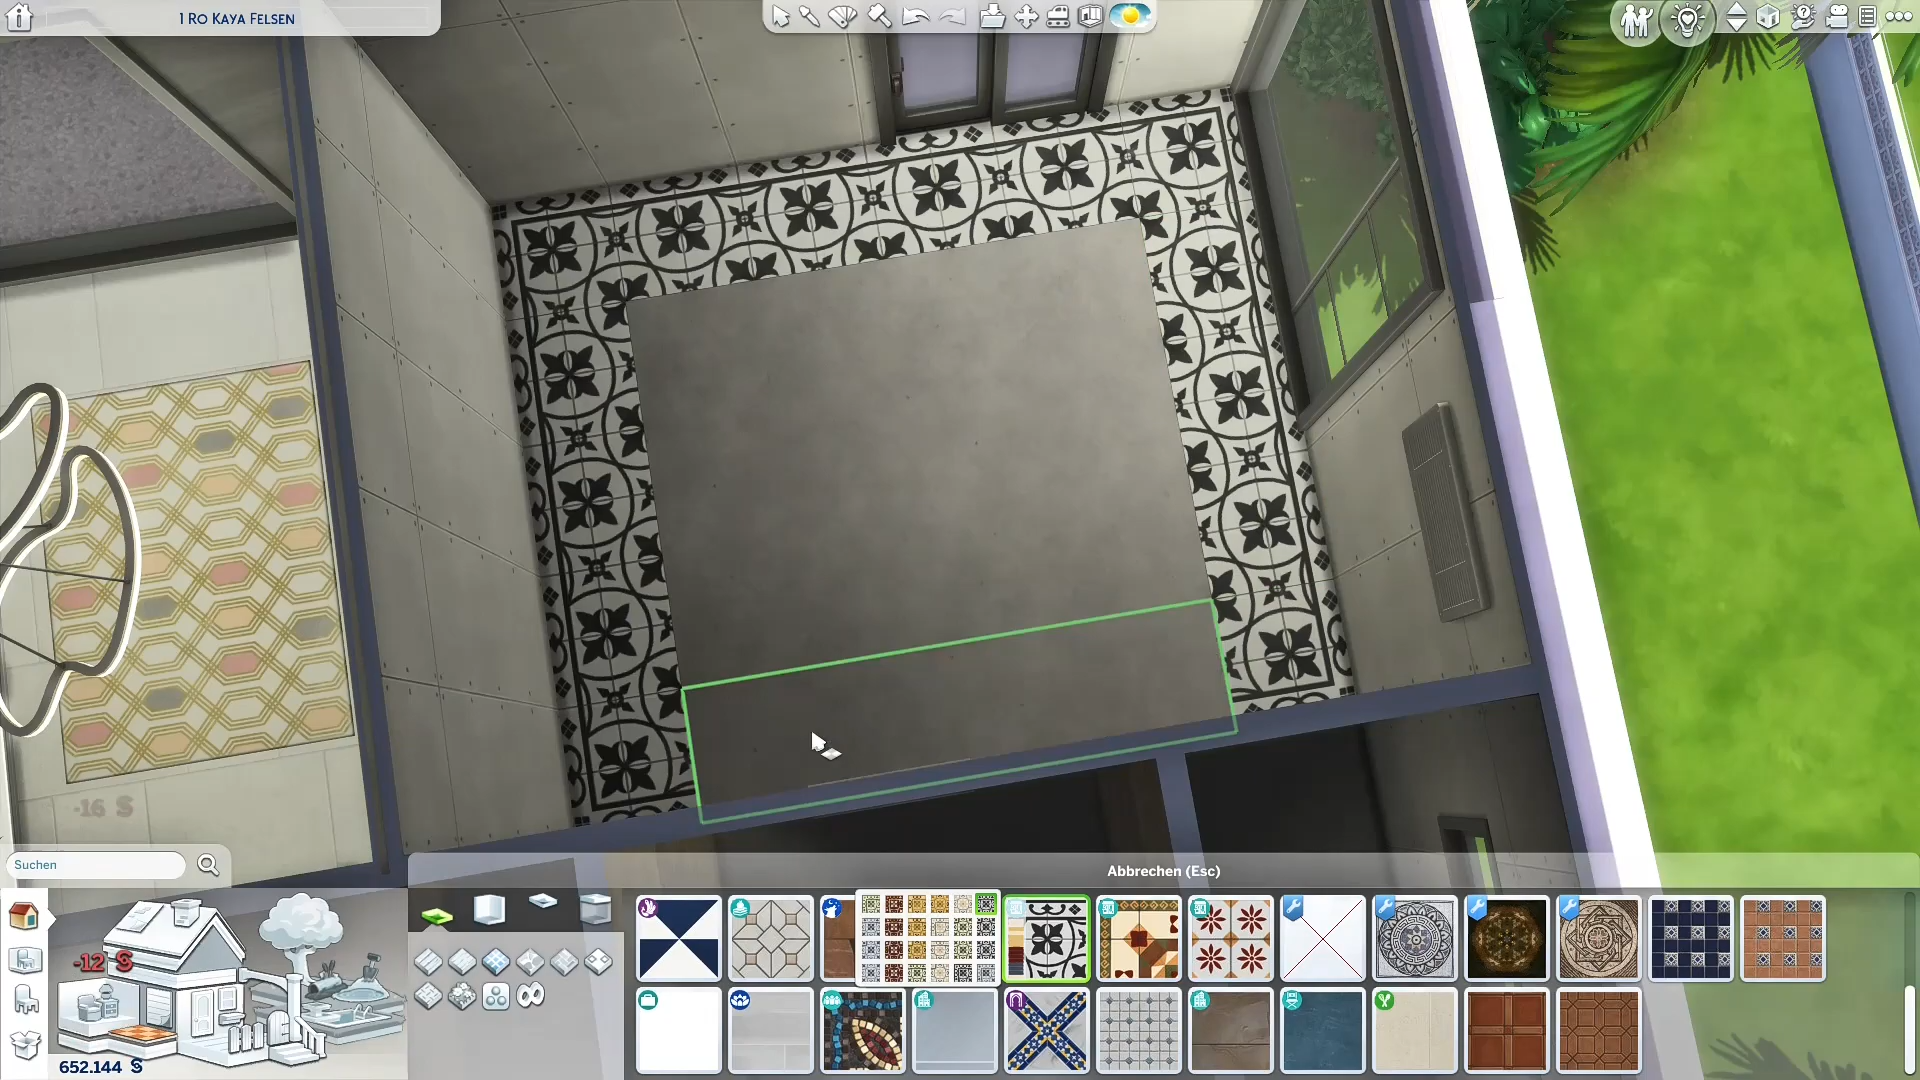 1 Ro Kaya Felsen
-16 S
Suchen
Abbrechen (Esc)
-12 S
652.144 S